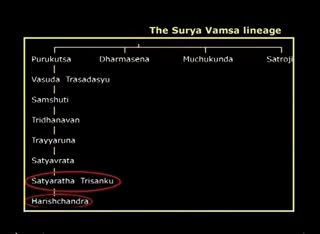 The Surya Vamsa lineage
Purukutsa Dharmasena Muchukunda Satroji
Vasuda Trasadasyu
Samshuti
Tridhanavan
Trayyaruna
Satyavrata
Satyaratha Trisanku
Harishchandra